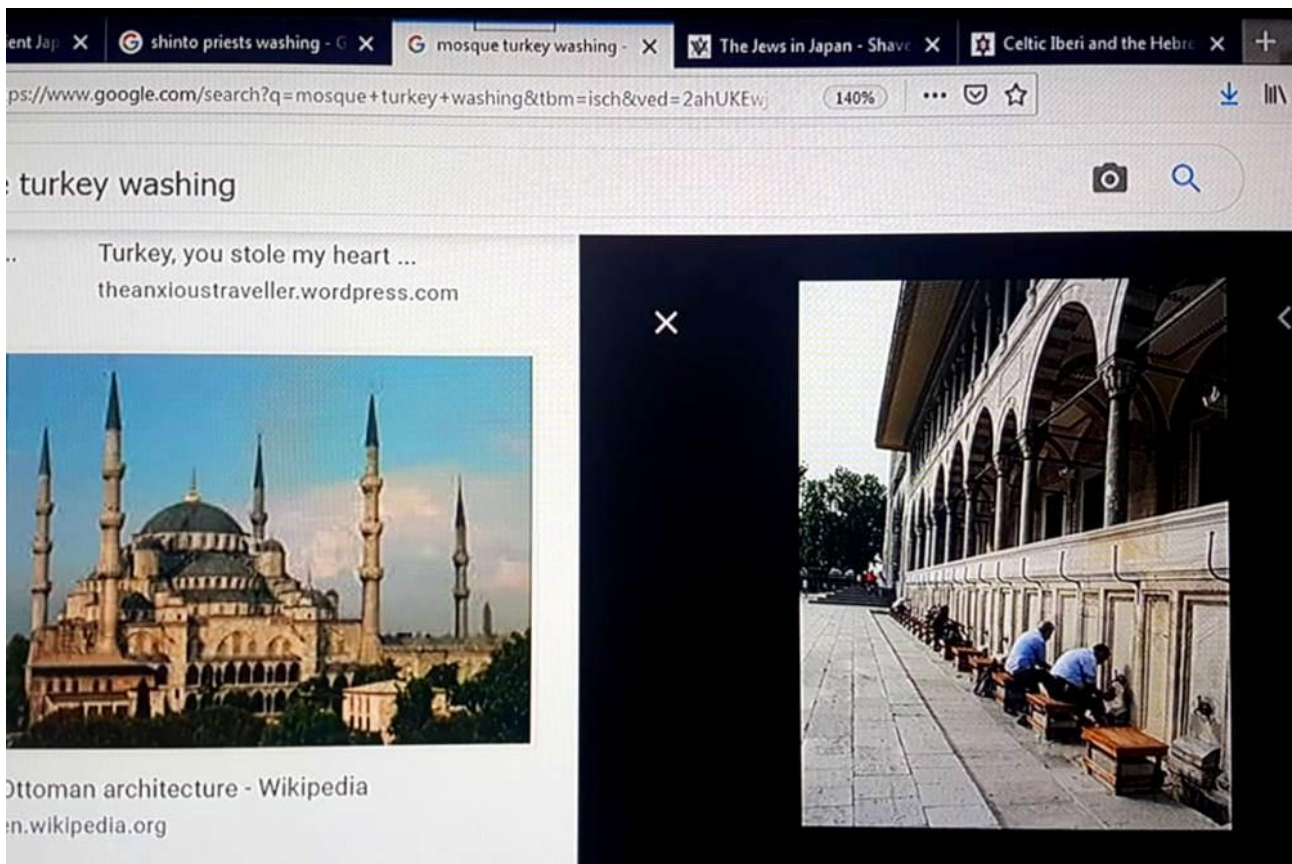 ent Jap
shinto priests washing - G
mosque turkey washing -
The Jews in Japan - Shave
Celtic Iberi and the Hebre
ps://www.google.com/search?q=mosque+turkey+washing&tbm=isch&ved=2ahUKEwj
140%
turkey washing
.. Turkey, you stole my heart ...
theanxioustraveller.wordpress.com
Ottoman architecture - Wikipedia
en.wikipedia.org